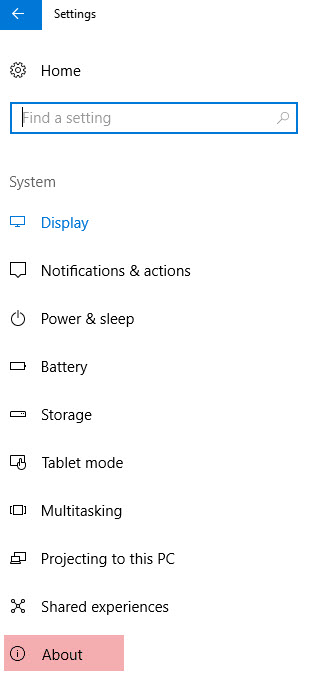 Settings
Home
Find a setting
System
Display
Notifications & actions
Power & sleep
Battery
Storage
Tablet mode
Multitasking
Projecting to this PC
Shared experiences
About